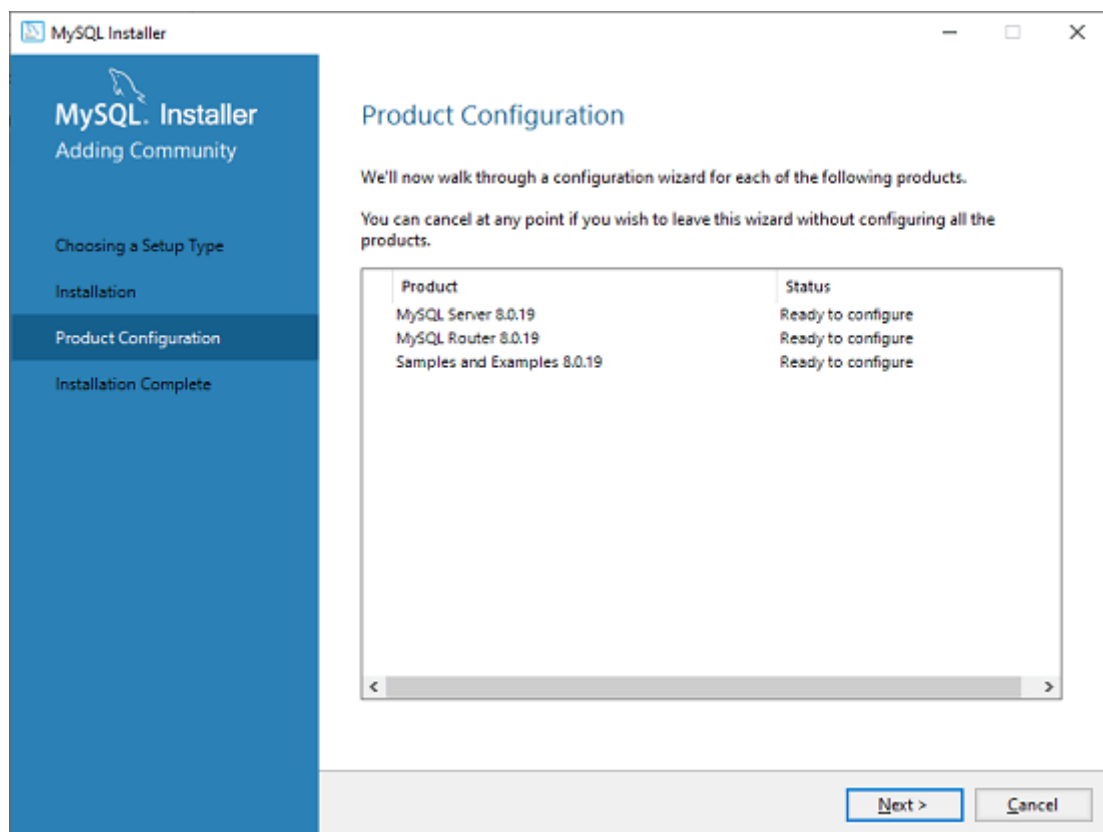 MySQL Installer
MySQL. Installer
Adding Community
Choosing a Setup Type
Installation
Product Configuration
Installation Complete
Product Configuration
We'll now walk through a configuration wizard for each of the following products.
You can cancel at any point if you wish to leave this wizard without configuring all the
products.
Product Status
MySQL Server 8.0.19 Ready to configure
MySQL Router 8.0.19 Ready to configure
Samples and Examples 8.0.19 Ready to configure
Next > Cancel